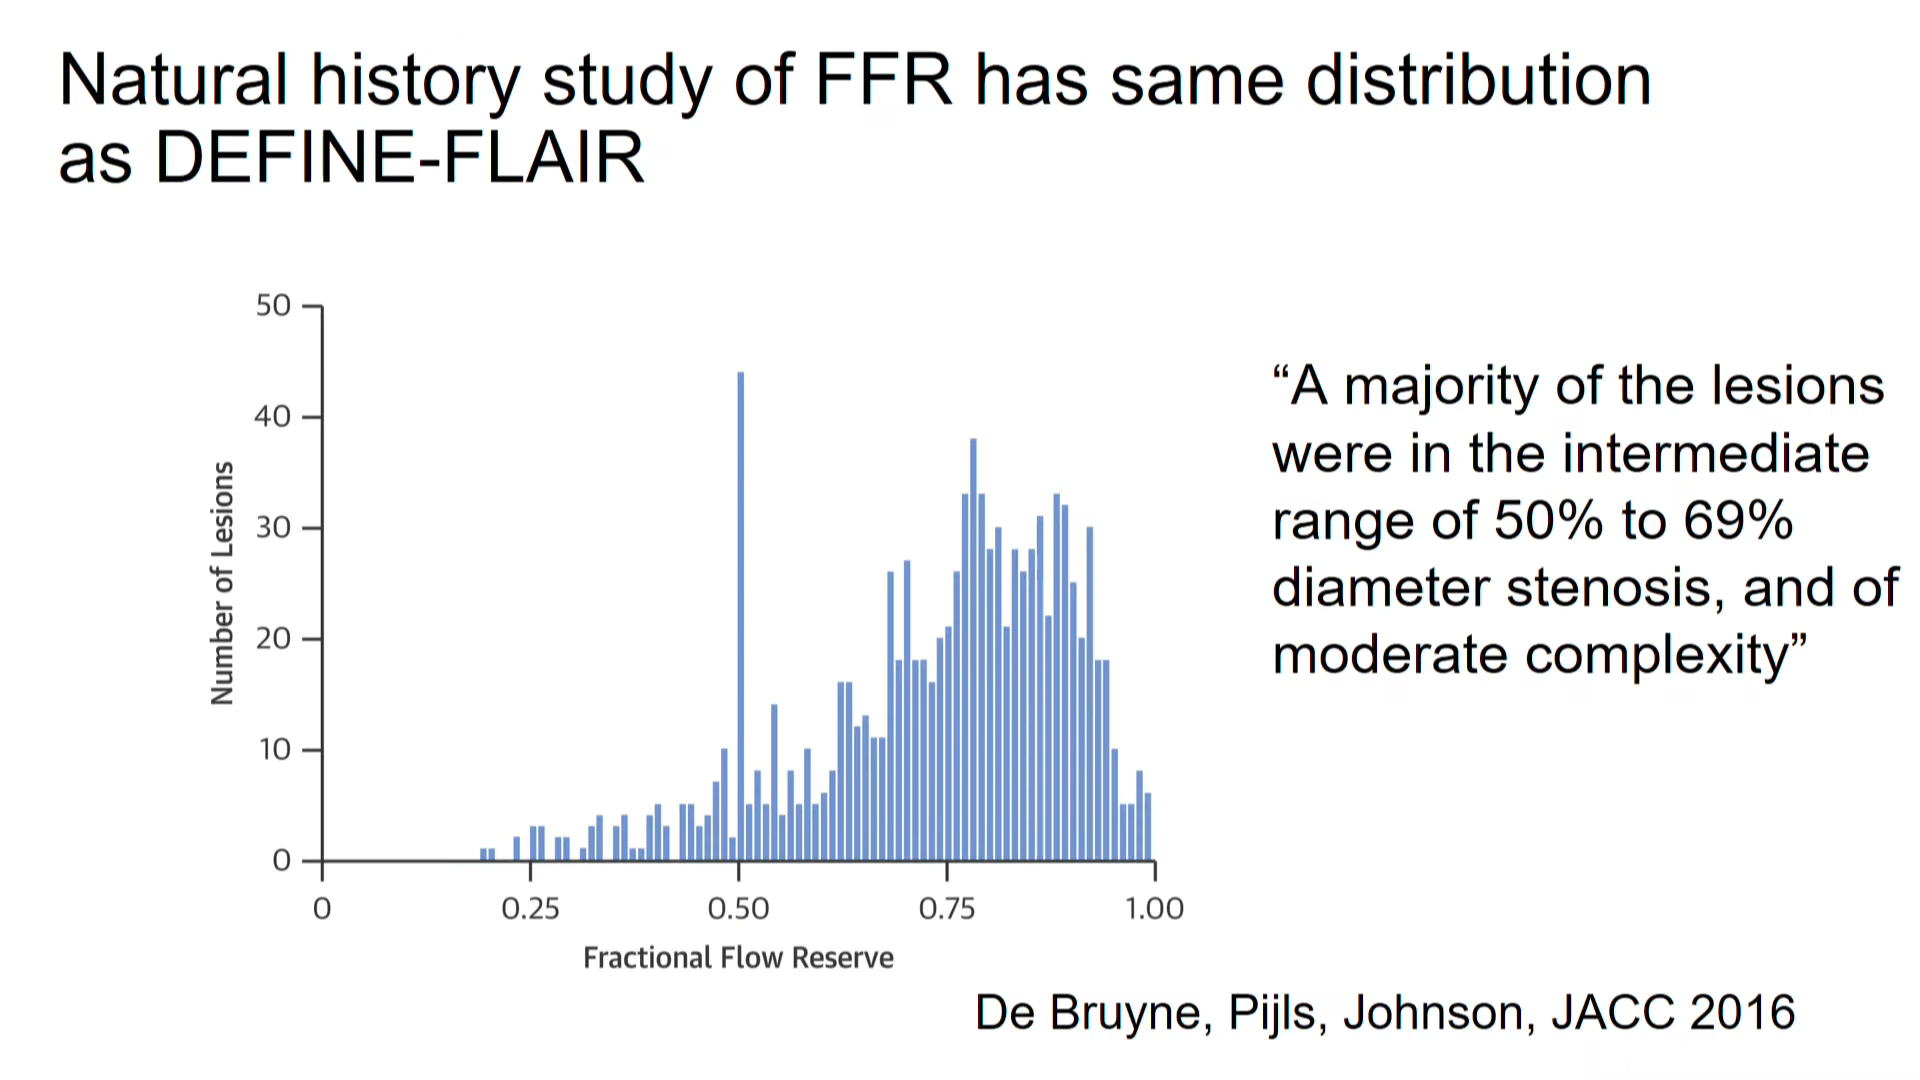 Natural history study of FFR has same distribution
as DEFINE-FLAIR
50
40
30
20
10
0
Number of Lesions
0 0.25 0.50 0.75 1.00
Fractional Flow Reserve
“A majority of the lesions
were in the intermediate
range of 50% to 69%
diameter stenosis, and of
moderate complexity”
De Bruyne, Pijls, Johnson, JACC 2016